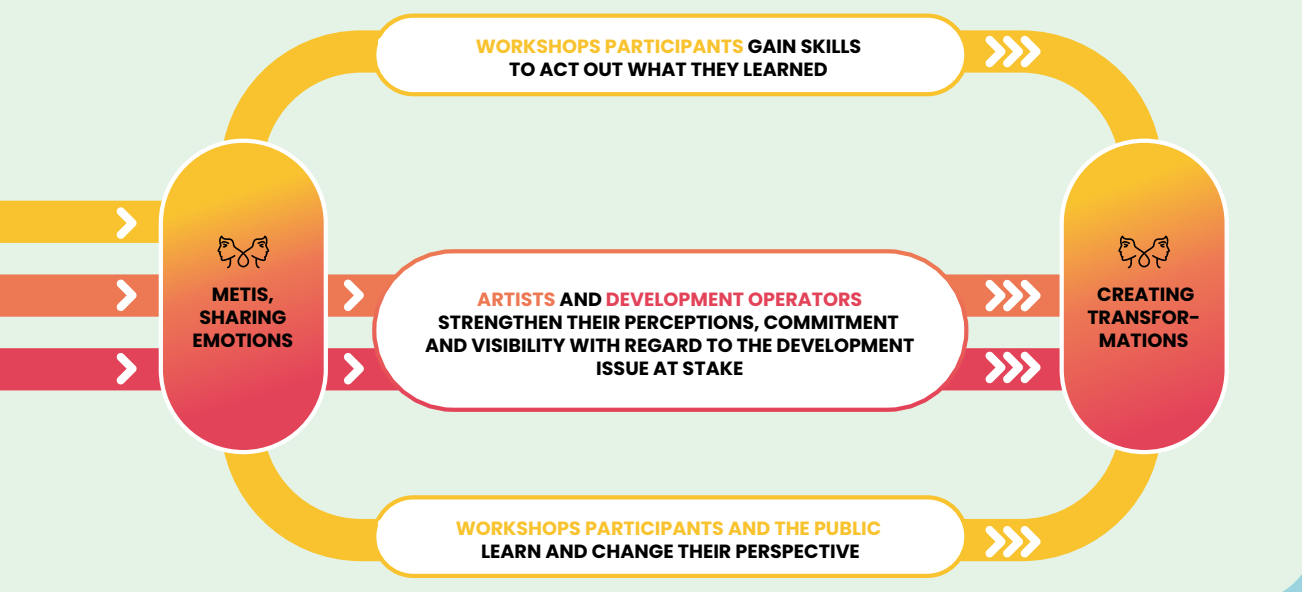 WORKSHOPS PARTICIPANTS GAIN SKILLS
TO ACT OUT WHAT THEY LEARNED
METIS,
SHARING
EMOTIONS
ARTISTS AND DEVELOPMENT OPERATORS
STRENGTHEN THEIR PERCEPTIONS, COMMITMENT
AND VISIBILITY WITH REGARD TO THE DEVELOPMENT
ISSUE AT STAKE
CREATING
TRANSFOR-
MATIONS
WORKSHOPS PARTICIPANTS AND THE PUBLIC
LEARN AND CHANGE THEIR PERSPECTIVE